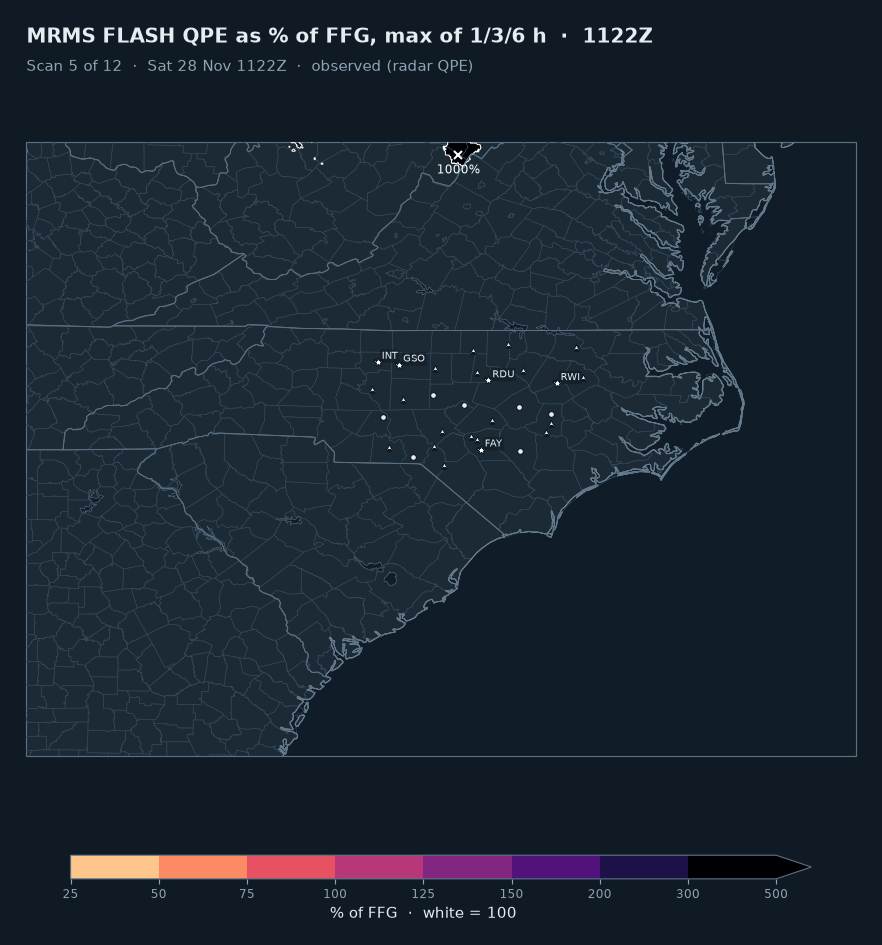 MRMS FLASH QPE as % of FFG, max of 1/3/6 h · 1122Z
Scan 5 of 12 · Sat 28 Nov 1122Z · observed (radar QPE)
1000%
INT
GSO
RDU
RWI
FAY
25 50 75 100 125 150 200 300 500
% of FFG · white = 100